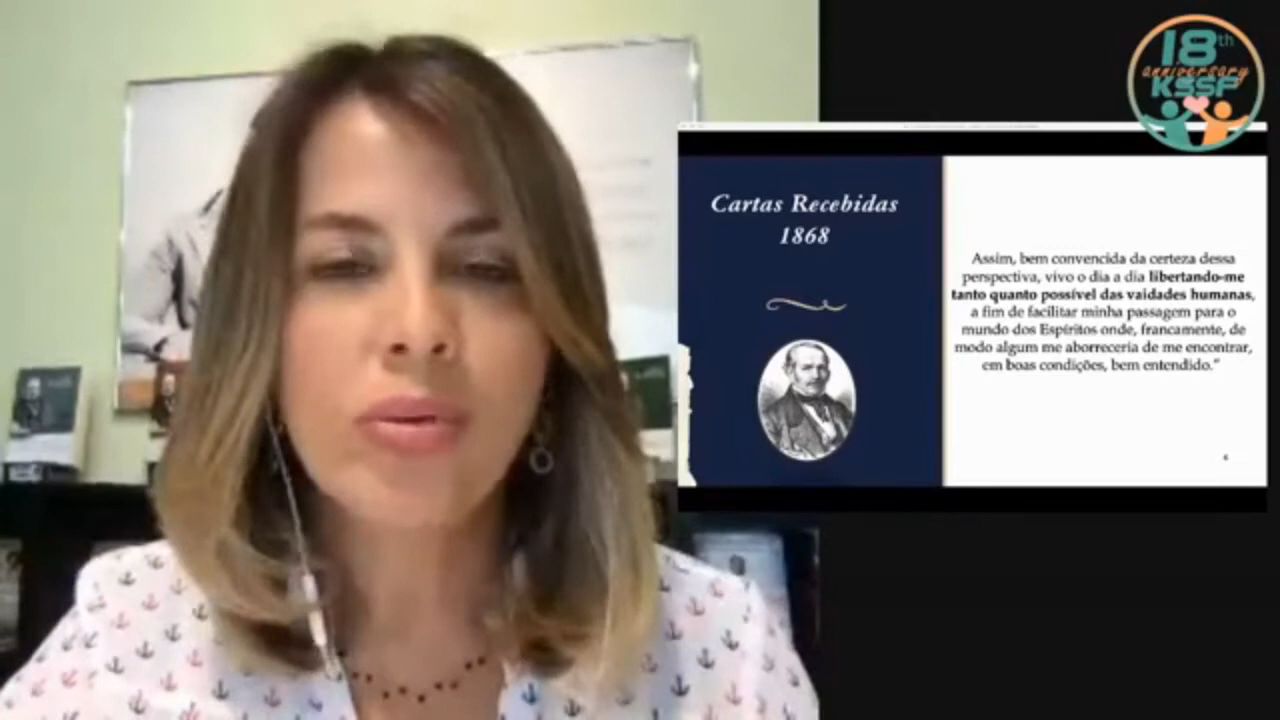 18th
anniversary
KSSF
Cartas Recebidas
1868
Assim, bem convencida da certeza dessa
perspectiva, vivo o dia a dia libertando-me
tanto quanto possível das vaidades humanas,
a fim de facilitar minha passagem para o
mundo dos Espíritos onde, francamente, de
modo algum me aborreceria de me encontrar,
em boas condições, bem entendido.”